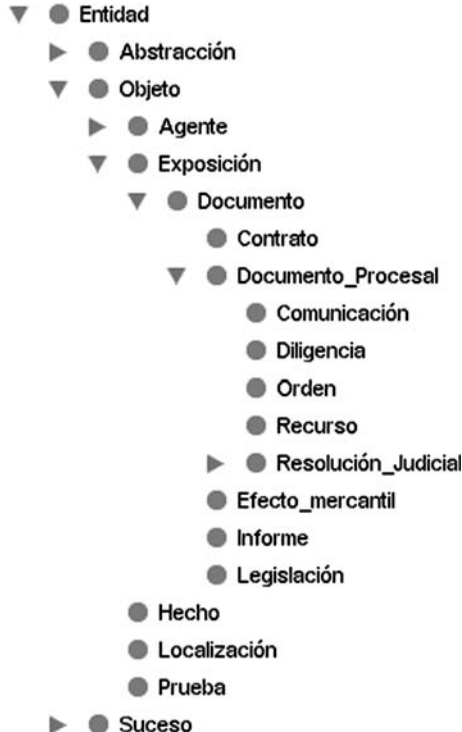 Entidad
Abstracción
Objeto
Agente
Exposición
Documento
Contrato
Documento_Procesal
Comunicación
Diligencia
Orden
Recurso
Resolución_Judicial
Efecto_mercantil
Informe
Legislación
Hecho
Localización
Prueba
Suceso